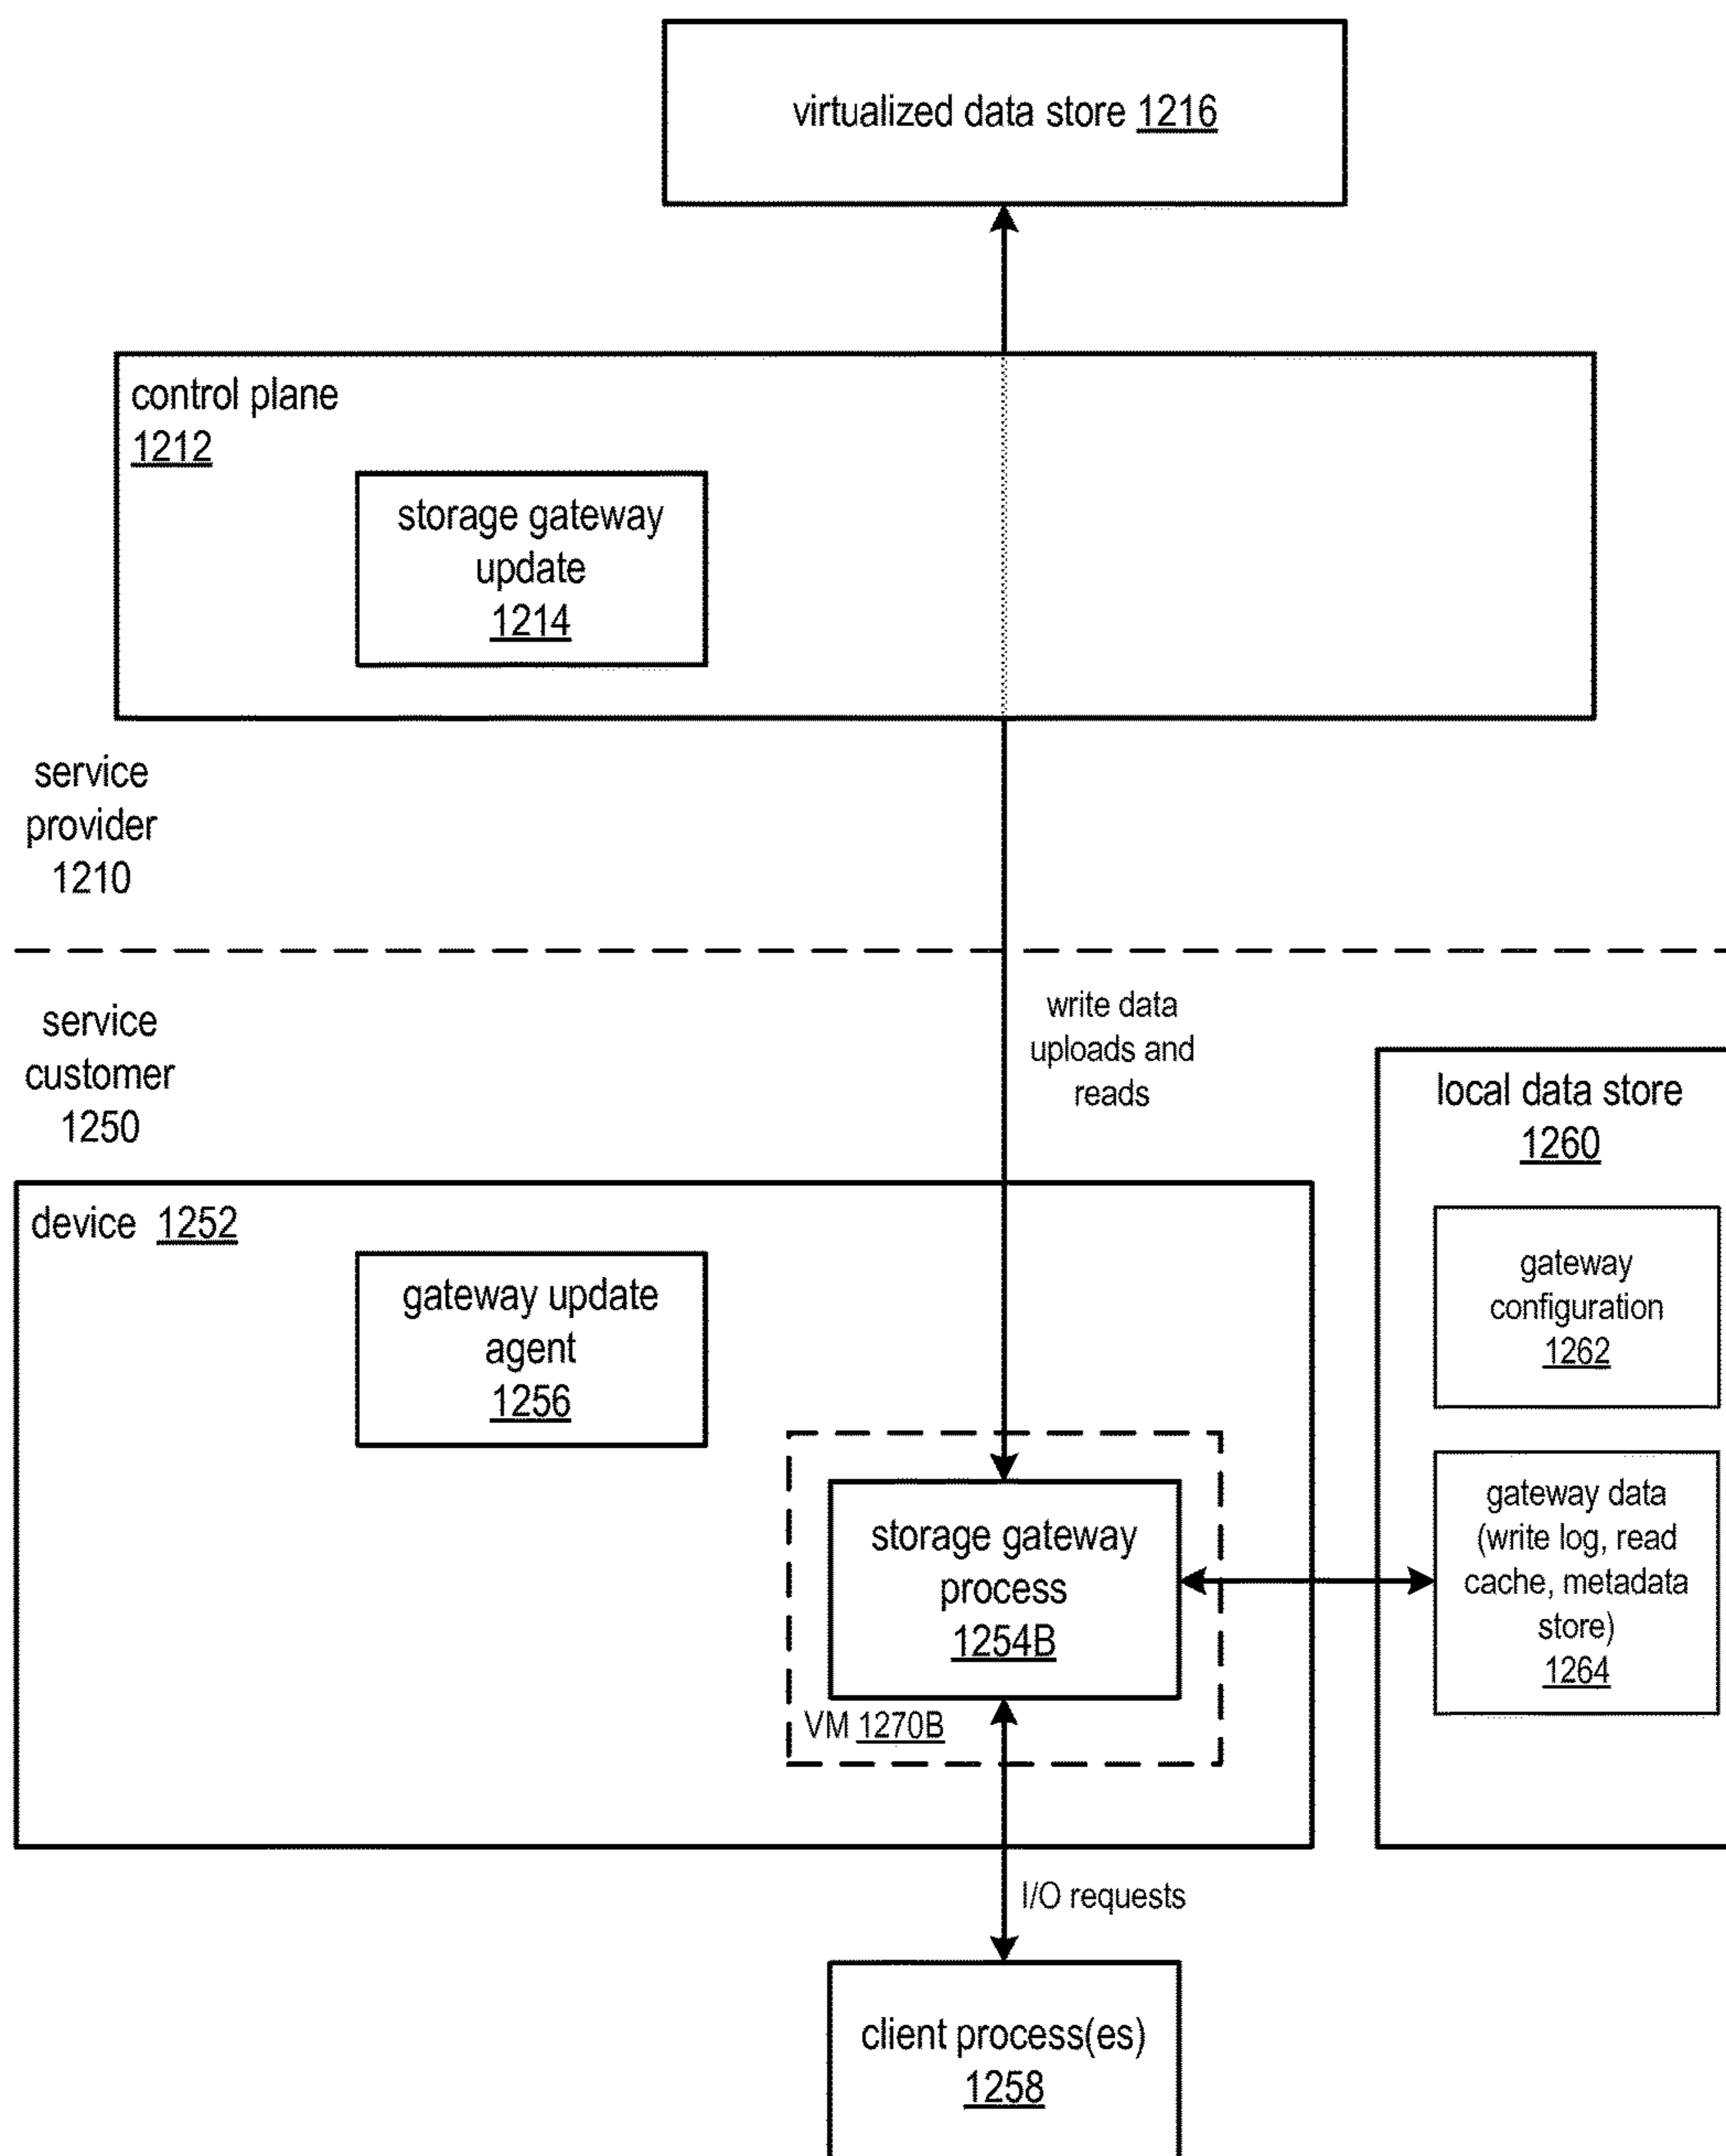 virtualized data store 1216
control plane
1212
storage gateway
update
1214
service
provider
1210
service
customer
1250
write data
uploads and
reads
local data store
1260
device 1252
gateway update
agent
1256
gateway
configuration
1262
storage gateway
process
1254B
VM 1270B
gateway data
(write log, read
cache, metadata
store)
1264
I/O requests
client process(es)
1258